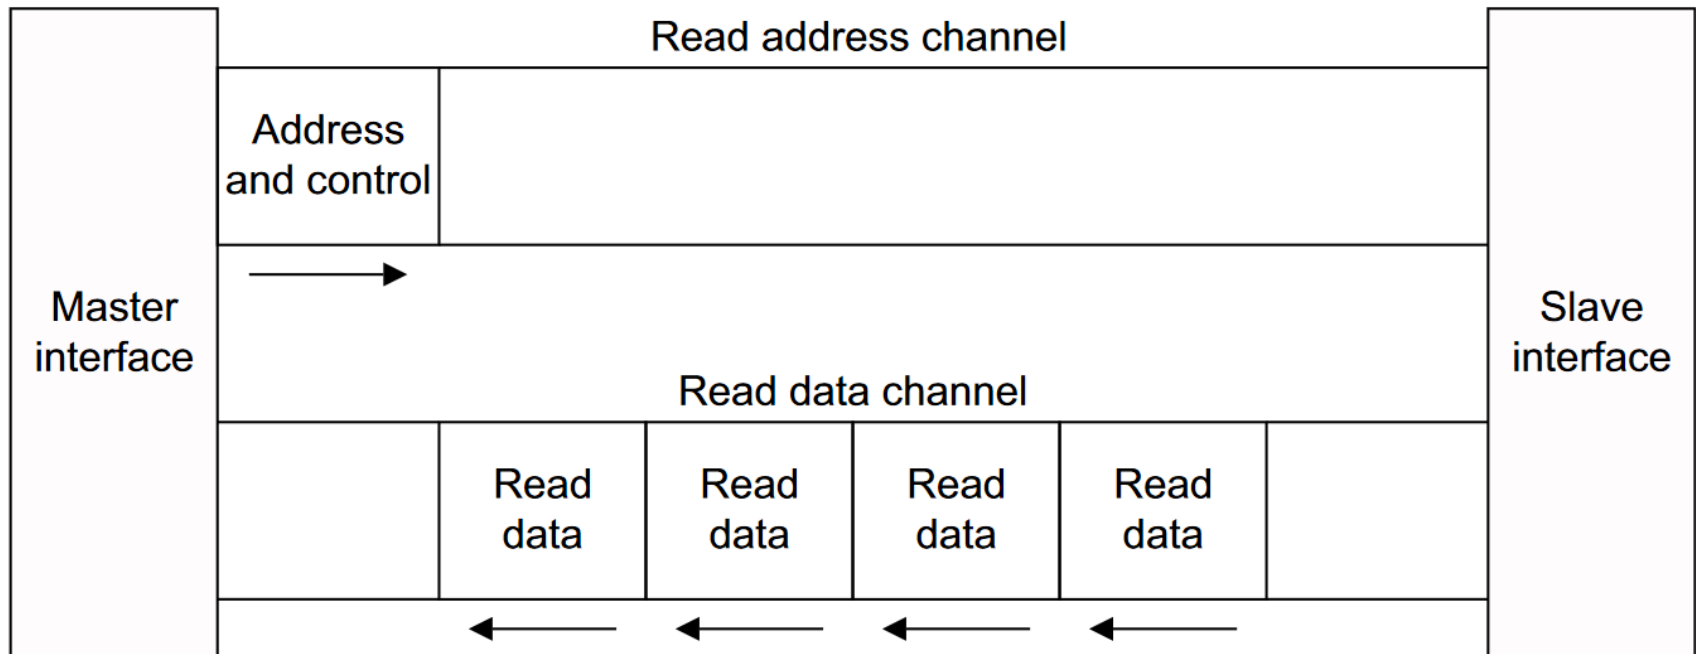 Read address channel
Address
and control
Master
interface
Slave
interface
Read data channel
Read
data
Read
data
Read
data
Read
data